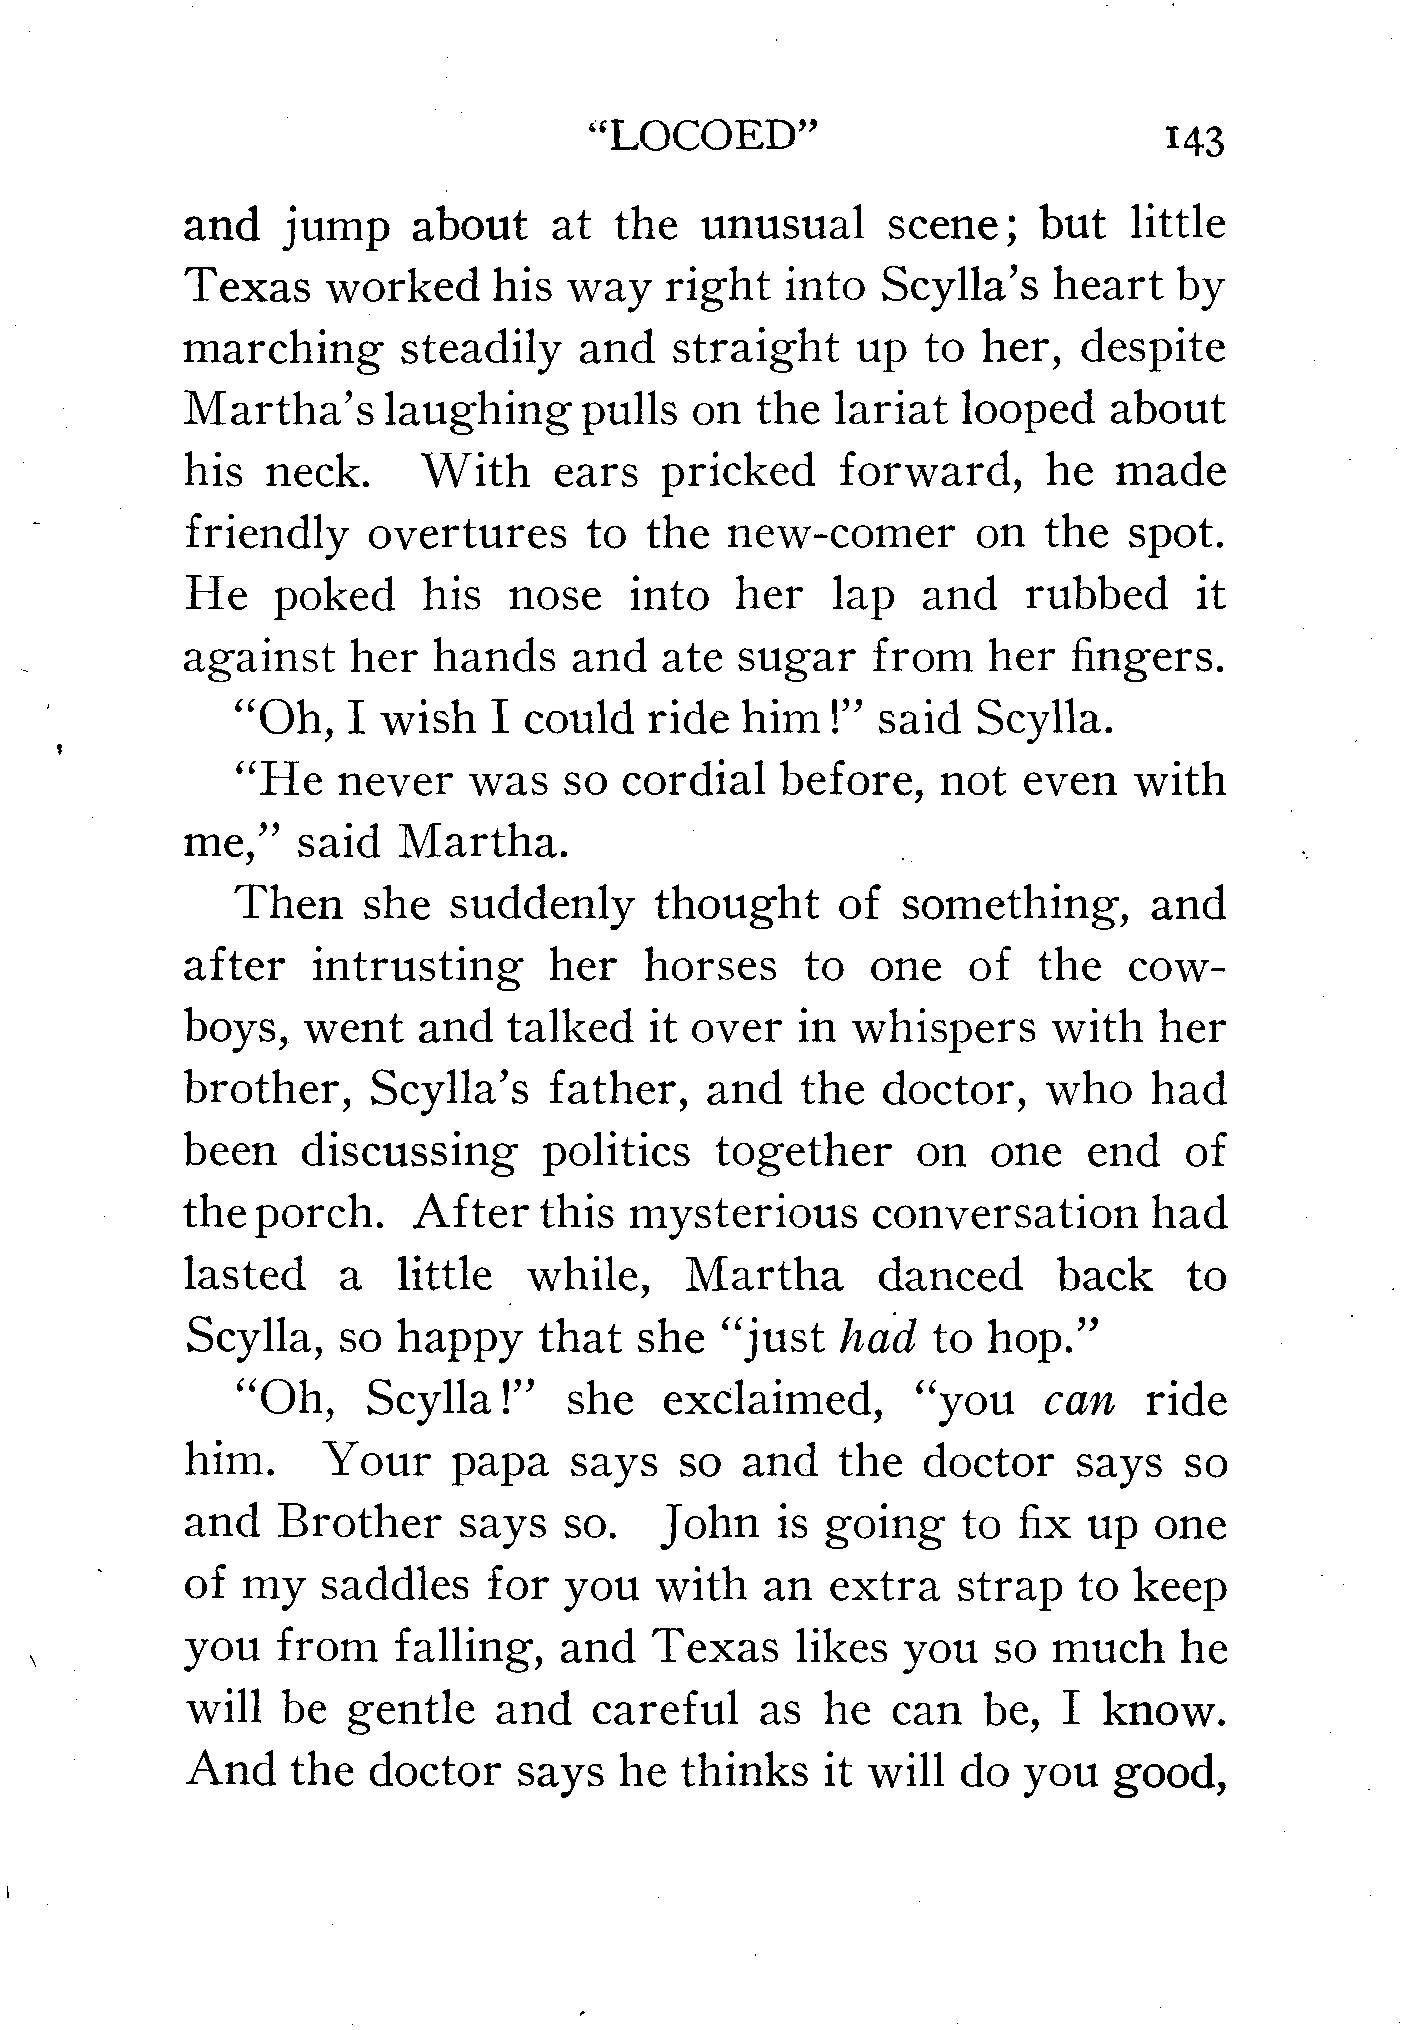 “LOCOED” 143
and jump about at the unusual scene; but little
Texas worked his way right into Scylla’s heart by
marching steadily and straight up to her, despite
Martha’s laughing pulls on the lariat looped about
his neck. With ears pricked forward, he made
friendly overtures to the new-comer on the spot.
He poked his nose into her lap and rubbed it
against her hands and ate sugar from her fingers.
“Oh, I wish I could ride him!” said Scylla.
“He never was so cordial before, not even with
me,” said Martha.
Then she suddenly thought of something, and
after intrusting her horses to one of the cow-
boys, went and talked it over in whispers with her
brother, Scylla’s father, and the doctor, who had
been discussing politics together on one end of
the porch. After this mysterious conversation had
lasted a little while, Martha danced back to
Scylla, so happy that she “just had to hop.”
“Oh, Scylla!” she exclaimed, “you can ride
him. Your papa says so and the doctor says so
and Brother says so. John is going to fix up one
of my saddles for you with an extra strap to keep
you from falling, and Texas likes you so much he
will be gentle and careful as he can be, I know.
And the doctor says he thinks it will do you good,